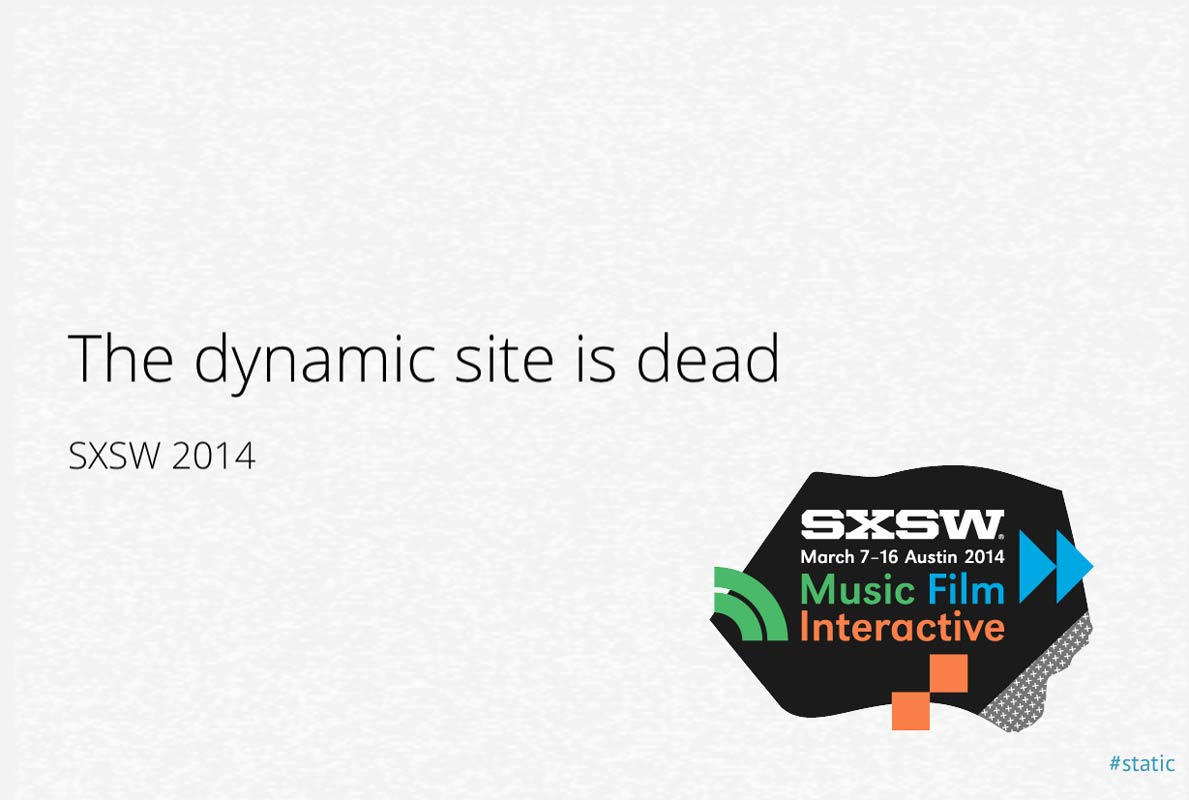 The dynamic site is dead
SXSW 2014
SXSW®
March 7-16 Austin 2014
Music Film
Interactive
#static